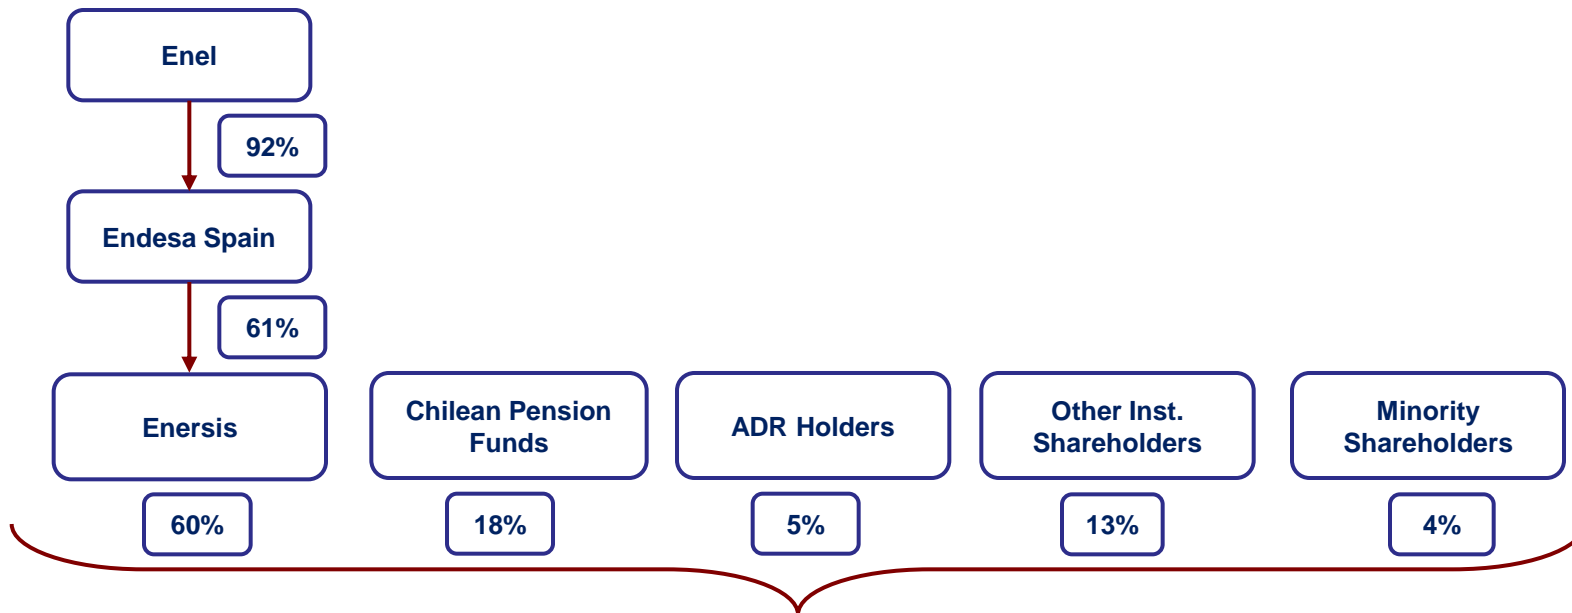 Enel
92%
Endesa Spain
61%
Enersis
Chilean Pension
Funds
ADR Holders
Other Inst.
Shareholders
Minority
Shareholders
60%
18%
5%
13%
4%